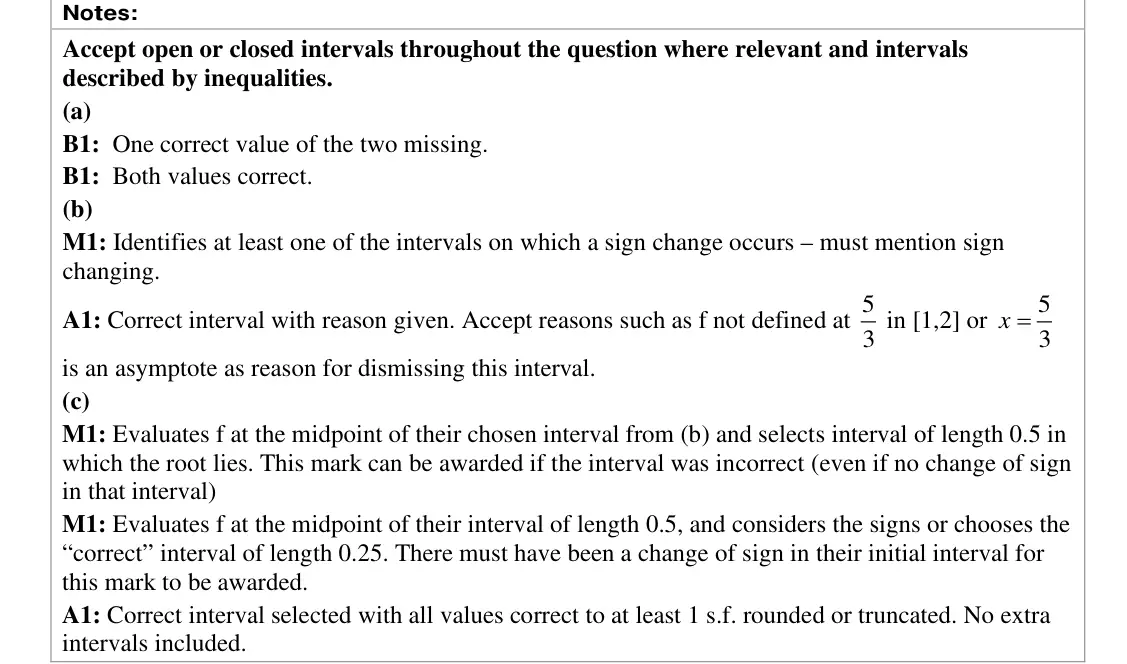 Notes:
Accept open or closed intervals throughout the question where relevant and intervals
described by inequalities.
(a)
B1: One correct value of the two missing.
B1: Both values correct.
(b)
M1: Identifies at least one of the intervals on which a sign change occurs – must mention sign
changing.
A1: Correct interval with reason given. Accept reasons such as f not defined at 5/3 in [1,2] or x = 5/3
is an asymptote as reason for dismissing this interval.
(c)
M1: Evaluates f at the midpoint of their chosen interval from (b) and selects interval of length 0.5 in
which the root lies. This mark can be awarded if the interval was incorrect (even if no change of sign
in that interval)
M1: Evaluates f at the midpoint of their interval of length 0.5, and considers the signs or chooses the
“correct” interval of length 0.25. There must have been a change of sign in their initial interval for
this mark to be awarded.
A1: Correct interval selected with all values correct to at least 1 s.f. rounded or truncated. No extra
intervals included.